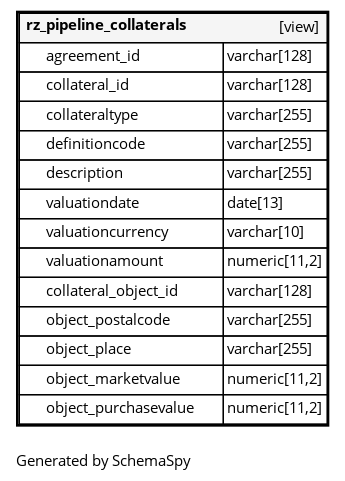 rz_pipeline_collaterals [view]
agreement_id varchar[128]
collateral_id varchar[128]
collateraltype varchar[255]
definitioncode varchar[255]
description varchar[255]
valuationdate date[13]
valuationcurrency varchar[10]
valuationamount numeric[11,2]
collateral_object_id varchar[128]
object_postalcode varchar[255]
object_place varchar[255]
object_marketvalue numeric[11,2]
object_purchasevalue numeric[11,2]
Generated by SchemaSpy